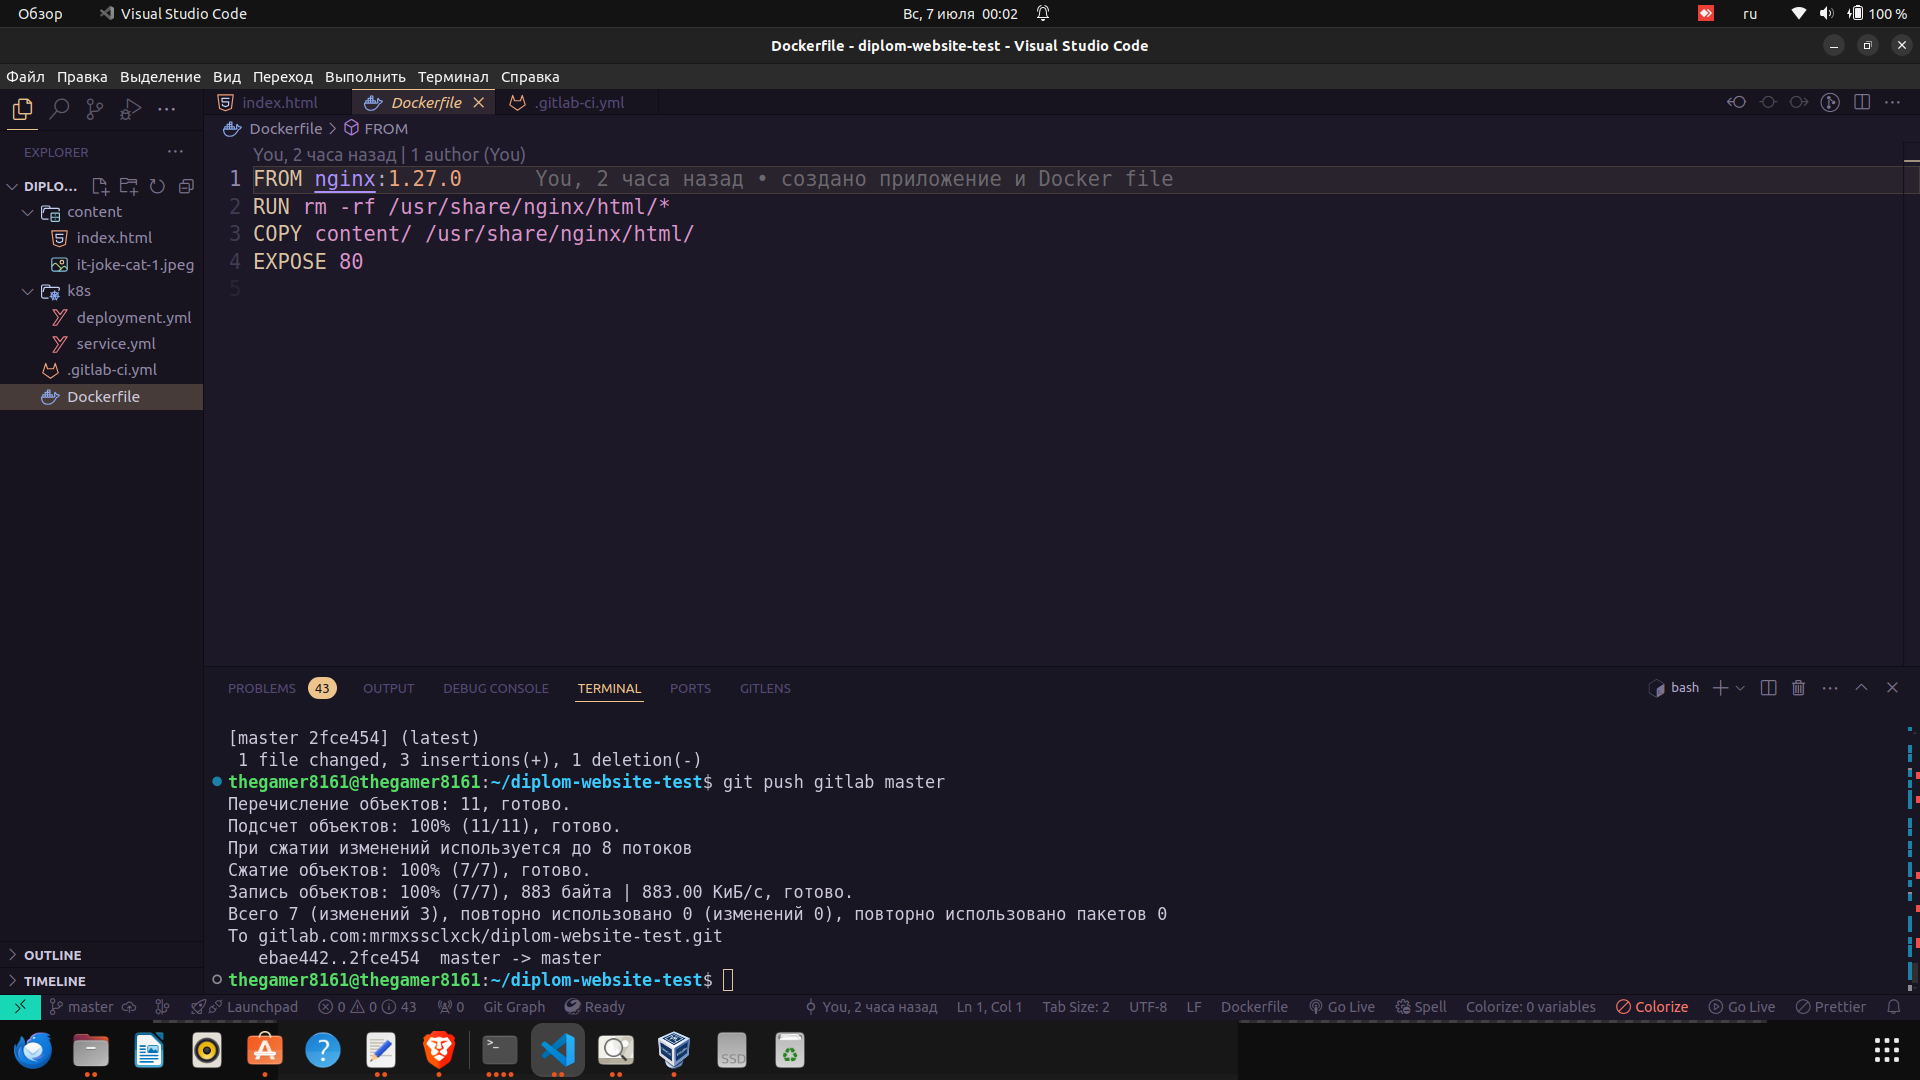 Обзор Visual Studio Code Вс, 7 июля 00:02 ru 100 %
Dockerfile - diplom-website-test - Visual Studio Code
Файл Правка Выделение Вид Переход Выполнить Терминал Справка
index.html Dockerfile .gitlab-ci.yml
Dockerfile > FROM
EXPLORER
DIPLO...
content
index.html
it-joke-cat-1.jpeg
k8s
deployment.yml
service.yml
.gitlab-ci.yml
Dockerfile
OUTLINE
TIMELINE
You, 2 часа назад | 1 author (You)
1 FROM nginx:1.27.0 You, 2 часа назад • создано приложение и Docker file
2 RUN rm -rf /usr/share/nginx/html/*
3 COPY content/ /usr/share/nginx/html/
4 EXPOSE 80
5
PROBLEMS 43 OUTPUT DEBUG CONSOLE TERMINAL PORTS GITLENS bash
[master 2fce454] (latest)
1 file changed, 3 insertions(+), 1 deletion(-)
thegamer8161@thegamer8161:~/diplom-website-test$ git push gitlab master
Перечисление объектов: 11, готово.
Подсчет объектов: 100% (11/11), готово.
При сжатии изменений используется до 8 потоков
Сжатие объектов: 100% (7/7), готово.
Запись объектов: 100% (7/7), 883 байта | 883.00 КиБ/с, готово.
Всего 7 (изменений 3), повторно использовано 0 (изменений 0), повторно использовано пакетов 0
To gitlab.com:mrmxssclxck/diplom-website-test.git
ebae442..2fce454 master -> master
thegamer8161@thegamer8161:~/diplom-website-test$
master Launchpad 0 0 43 0 Git Graph Ready You, 2 часа назад Ln 1, Col 1 Tab Size: 2 UTF-8 LF Dockerfile Go Live Spell Colorize: 0 variables Colorize Go Live Prettier
SSD